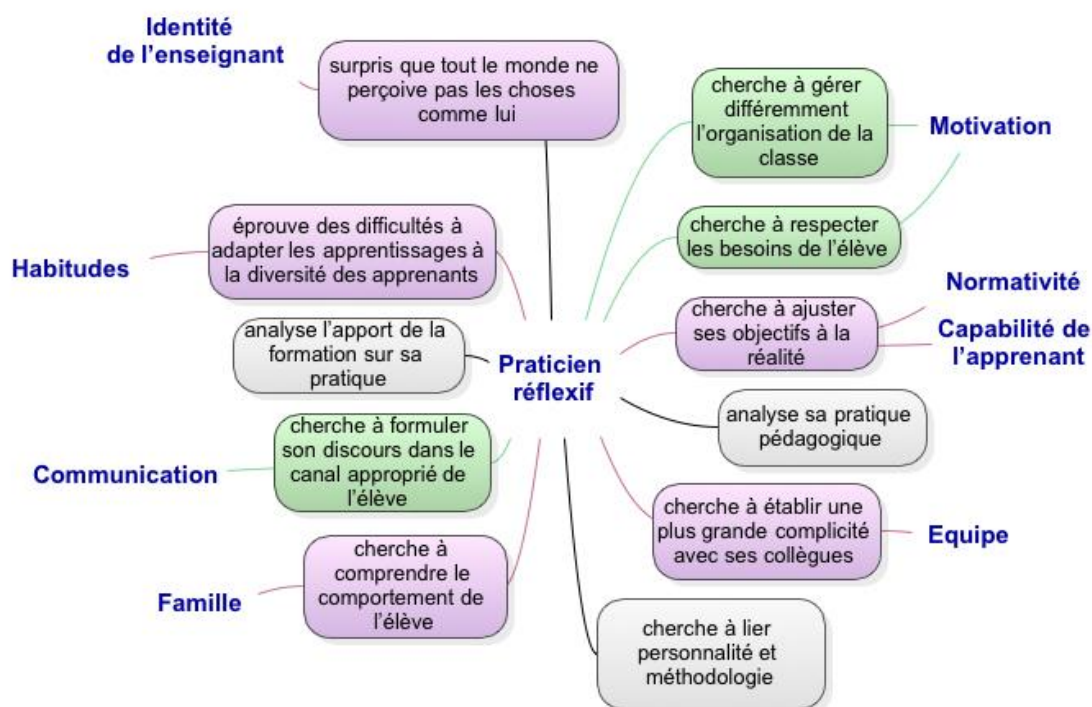 Identité
de l'enseignant
surpris que tout le monde ne
perçoive pas les choses
comme lui
cherche à gérer
différemment
l'organisation de la
classe
Motivation
cherche à respecter
les besoins de l'élève
éprouve des difficultés à
adapter les apprentissages à
la diversité des apprenants
Habitudes
Normativité
cherche à ajuster
ses objectifs à la
réalité
Capabilité de
l'apprenant
analyse l'apport de la
formation sur sa
pratique
Praticien
réflexif
analyse sa pratique
pédagogique
cherche à formuler
son discours dans le
canal approprié de
l'élève
Communication
cherche à établir une
plus grande complicité
avec ses collègues
Equipe
cherche à
comprendre le
comportement de
l'élève
Famille
cherche à lier
personnalité et
méthodologie